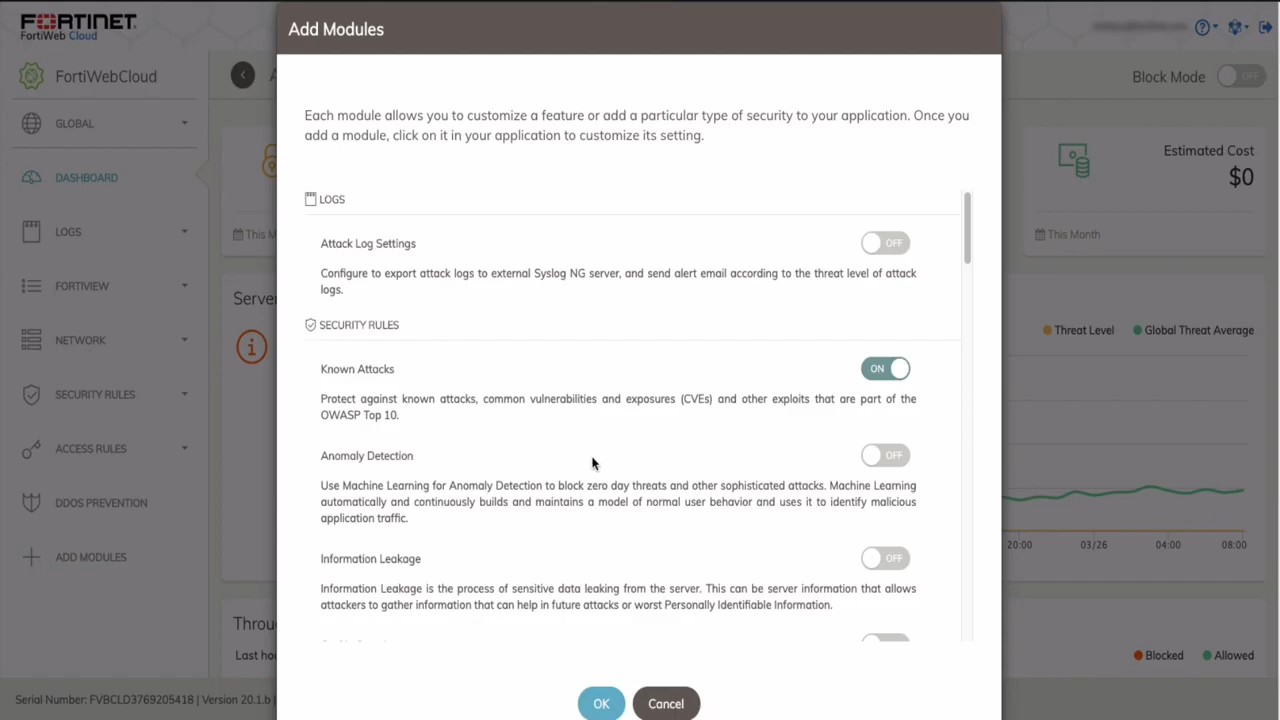 FORTINET
FortiWeb Cloud
FortiWebCloud
GLOBAL
DASHBOARD
LOGS
FORTIVIEW
NETWORK
SECURITY RULES
ACCESS RULES
DDOS PREVENTION
ADD MODULES
Serial Number: FVBCLD3769205418 | Version 20.1.b |
Add Modules
Each module allows you to customize a feature or add a particular type of security to your application. Once you
add a module, click on it in your application to customize its setting.
LOGS
Attack Log Settings
OFF
Configure to export attack logs to external Syslog NG server, and send alert email according to the threat level of attack
logs.
SECURITY RULES
Known Attacks
ON
Protect against known attacks, common vulnerabilities and exposures (CVEs) and other exploits that are part of the
OWASP Top 10.
Anomaly Detection
OFF
Use Machine Learning for Anomaly Detection to block zero day threats and other sophisticated attacks. Machine Learning
automatically and continuously builds and maintains a model of normal user behavior and uses it to identify malicious
application traffic.
Information Leakage
OFF
Information Leakage is the process of sensitive data leaking from the server. This can be server information that allows
attackers to gather information that can help in future attacks or worst Personally Identifiable Information.
OK
Cancel
This M
Server
Throu
Last hou
Block Mode
OFF
Estimated Cost
$0
This Month
Threat Level
Global Threat Average
20:00
03/26
04:00
08:00
Blocked
Allowed